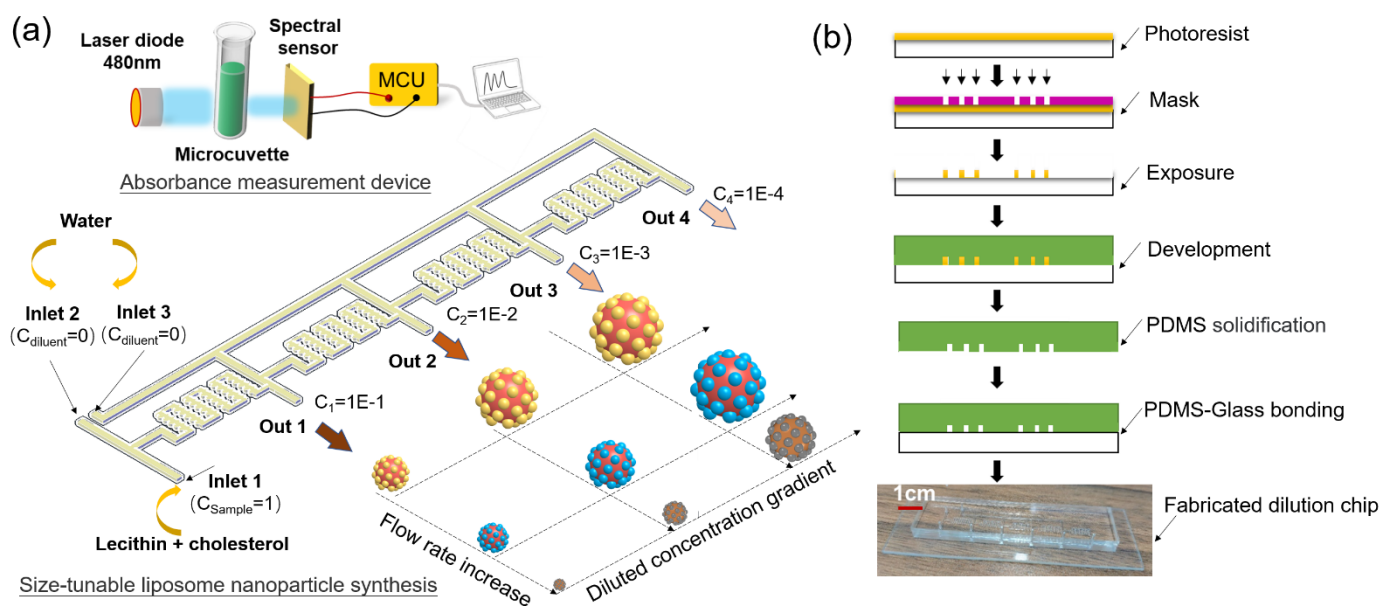 (a)
Laser diode
480nm
Spectral
sensor
MCU
Microcuvette
Absorbance measurement device
Water
Inlet 2
(Cdiluent=0)
Inlet 3
(Cdiluent=0)
Inlet 1
(CSample=1)
Lecithin + cholesterol
Size-tunable liposome nanoparticle synthesis
Out 1
C1=1E-1
Out 2
C2=1E-2
Out 3
C3=1E-3
Out 4
C4=1E-4
Flow rate increase
Diluted concentration gradient
(b)
Photoresist
Mask
Exposure
Development
PDMS solidification
PDMS-Glass bonding
1cm
Fabricated dilution chip